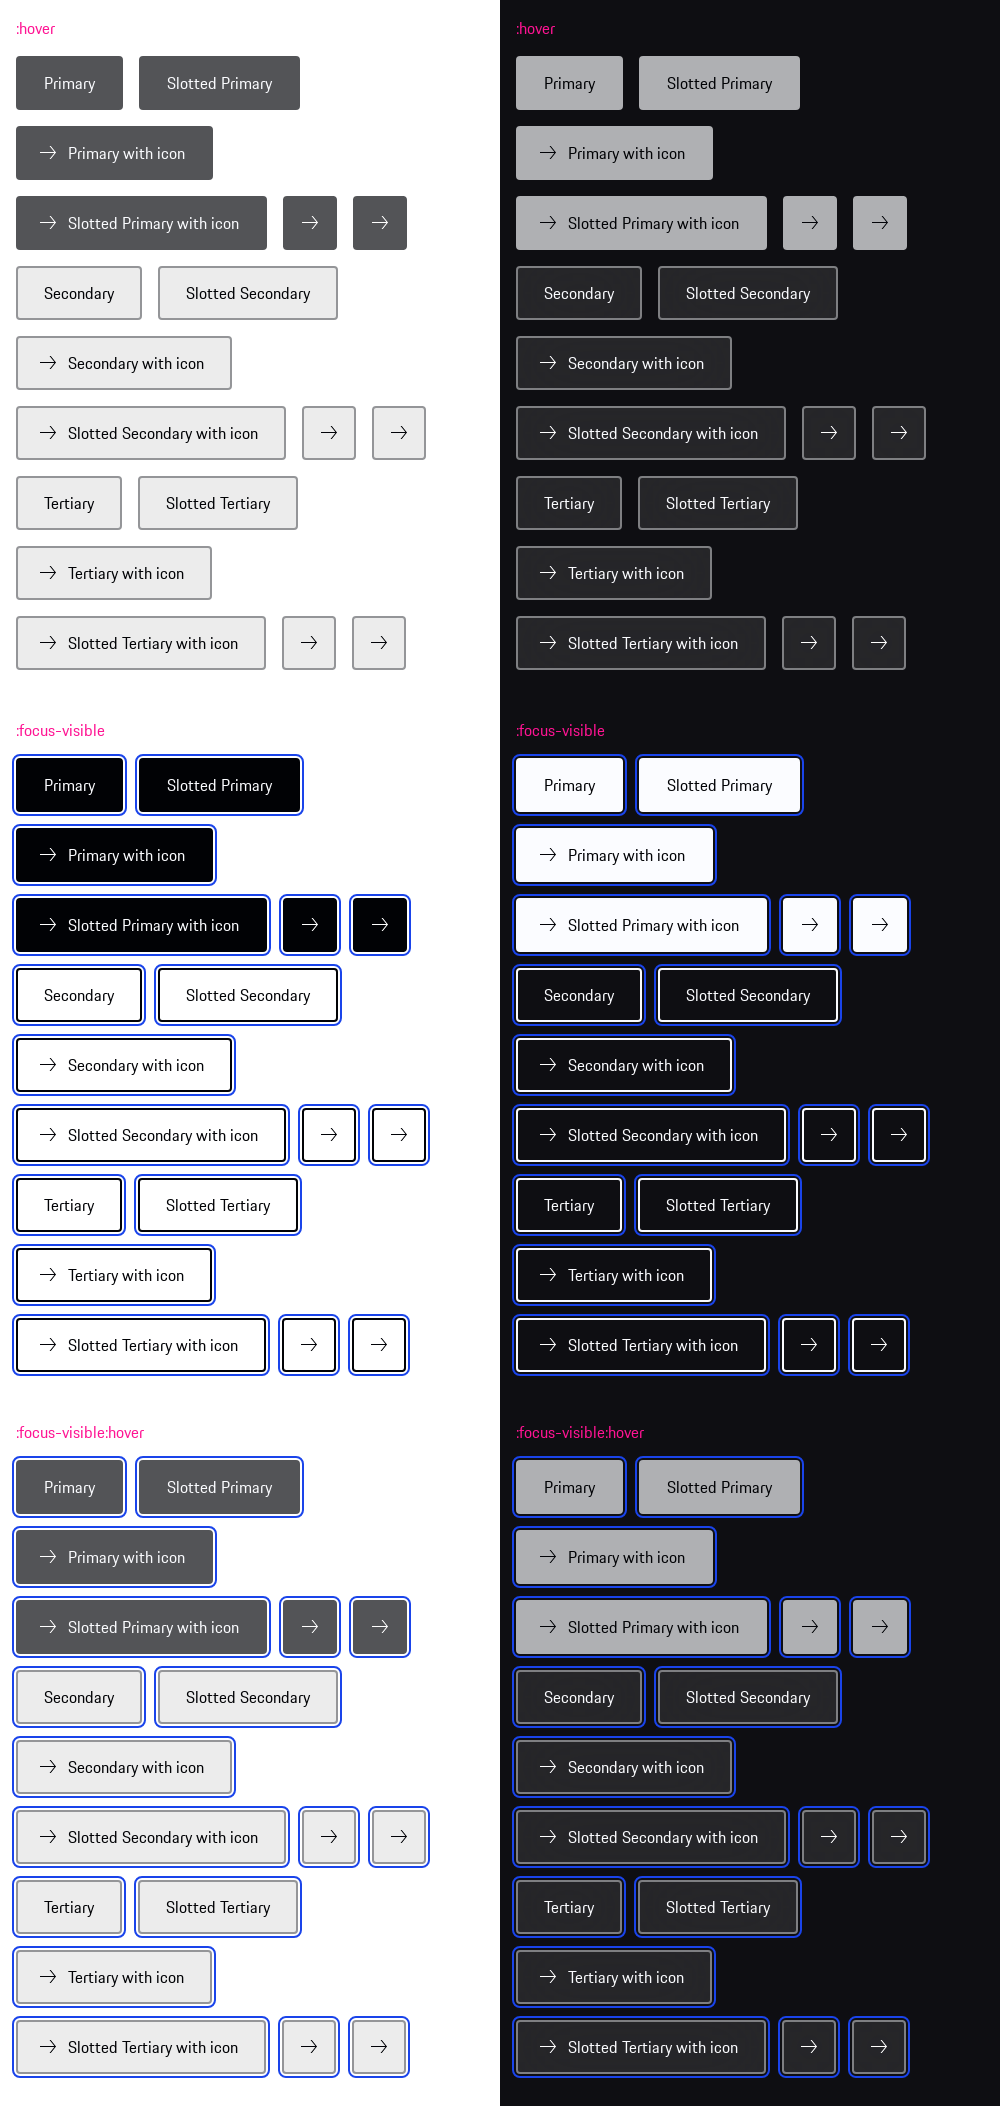 :hover
Primary
Slotted Primary
Primary with icon
Slotted Primary with icon
Secondary
Slotted Secondary
Secondary with icon
Slotted Secondary with icon
Tertiary
Slotted Tertiary
Tertiary with icon
Slotted Tertiary with icon
:focus-visible
Primary
Slotted Primary
Primary with icon
Slotted Primary with icon
Secondary
Slotted Secondary
Secondary with icon
Slotted Secondary with icon
Tertiary
Slotted Tertiary
Tertiary with icon
Slotted Tertiary with icon
:focus-visible:hover
Primary
Slotted Primary
Primary with icon
Slotted Primary with icon
Secondary
Slotted Secondary
Secondary with icon
Slotted Secondary with icon
Tertiary
Slotted Tertiary
Tertiary with icon
Slotted Tertiary with icon
:hover
Primary
Slotted Primary
Primary with icon
Slotted Primary with icon
Secondary
Slotted Secondary
Secondary with icon
Slotted Secondary with icon
Tertiary
Slotted Tertiary
Tertiary with icon
Slotted Tertiary with icon
:focus-visible
Primary
Slotted Primary
Primary with icon
Slotted Primary with icon
Secondary
Slotted Secondary
Secondary with icon
Slotted Secondary with icon
Tertiary
Slotted Tertiary
Tertiary with icon
Slotted Tertiary with icon
:focus-visible:hover
Primary
Slotted Primary
Primary with icon
Slotted Primary with icon
Secondary
Slotted Secondary
Secondary with icon
Slotted Secondary with icon
Tertiary
Slotted Tertiary
Tertiary with icon
Slotted Tertiary with icon